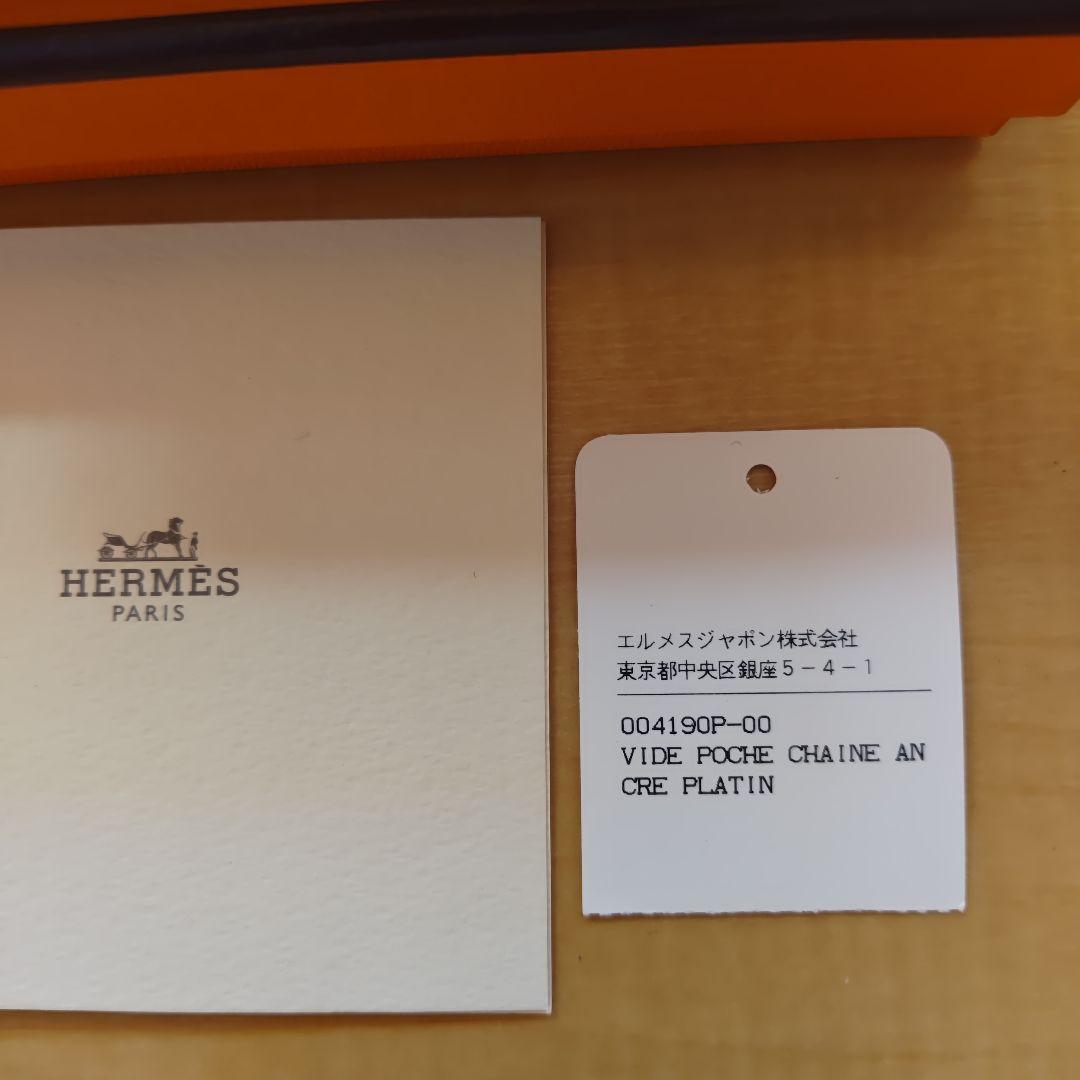 HERMÈS
PARIS
エルメスジャポン株式会社
東京都中央区銀座5-4-1
004190P-00
VIDE POCHE CHAINE AN
CRE PLATIN